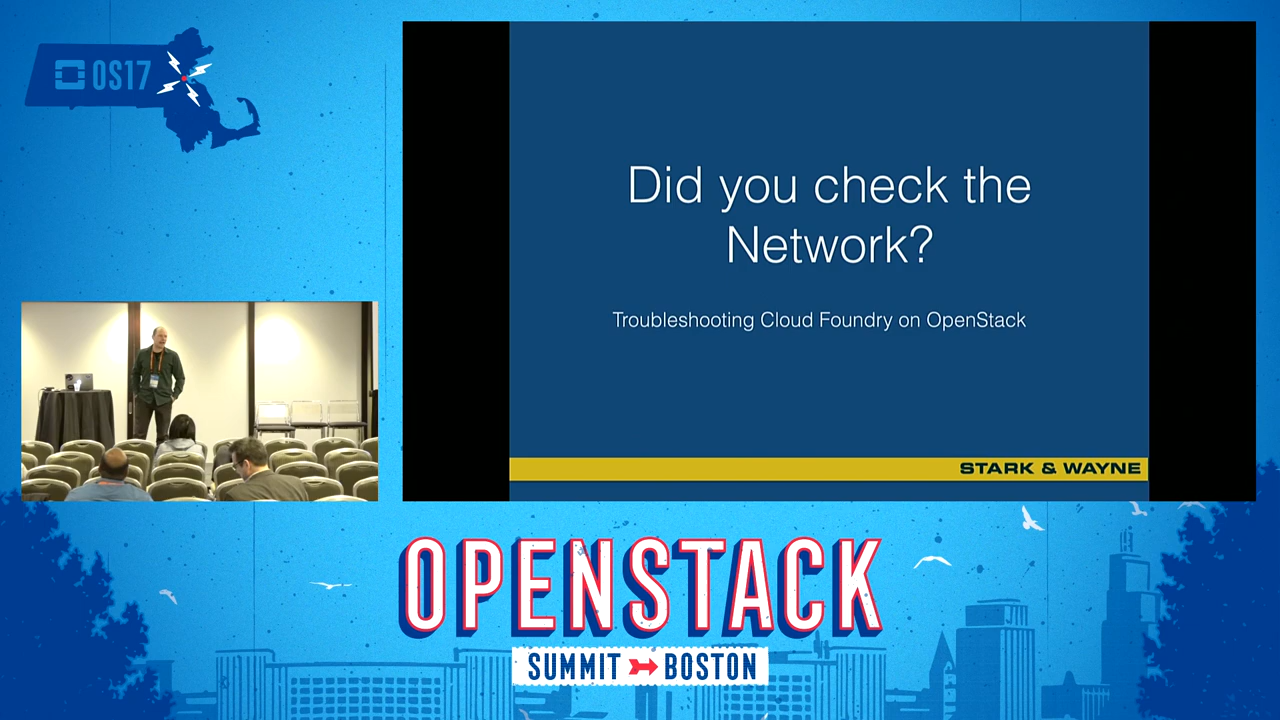 OS17
Did you check the
Network?
Troubleshooting Cloud Foundry on OpenStack
STARK & WAYNE
OPENSTACK
SUMMIT BOSTON